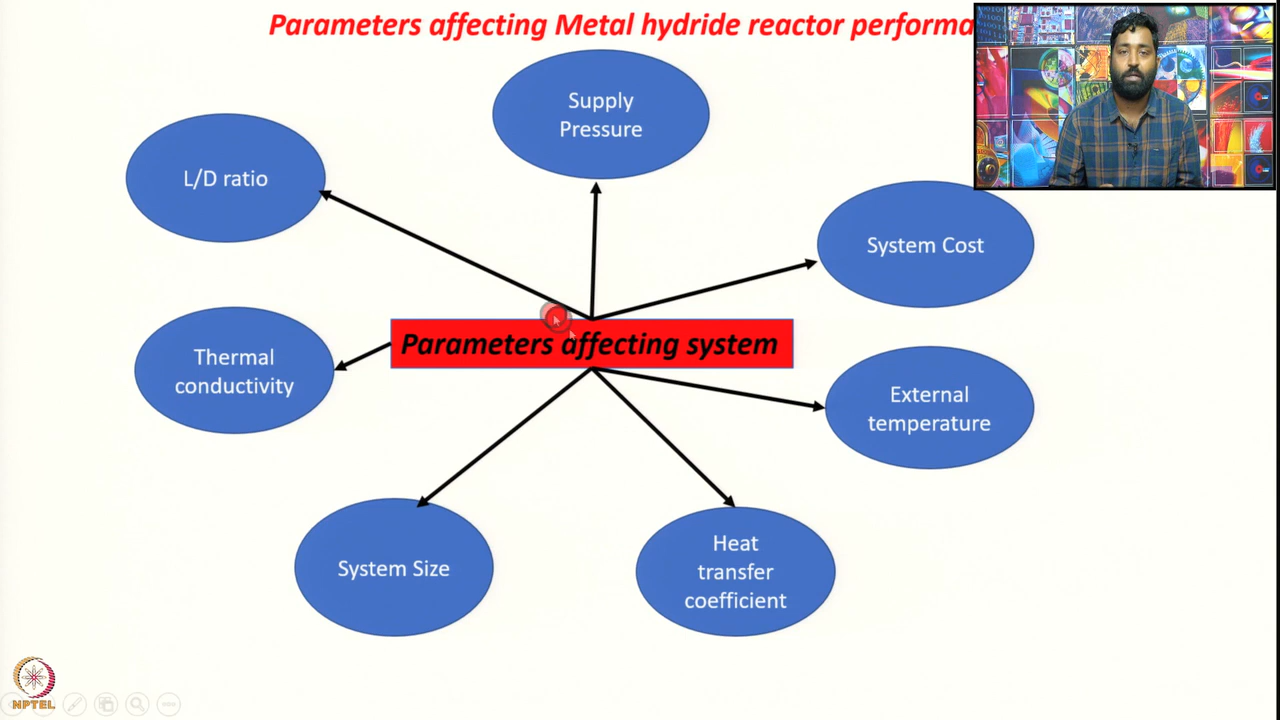 Parameters affecting Metal hydride reactor performa
Supply
Pressure
L/D ratio
System Cost
Parameters affecting system
Thermal
conductivity
External
temperature
System Size
Heat
transfer
coefficient
NPTEL